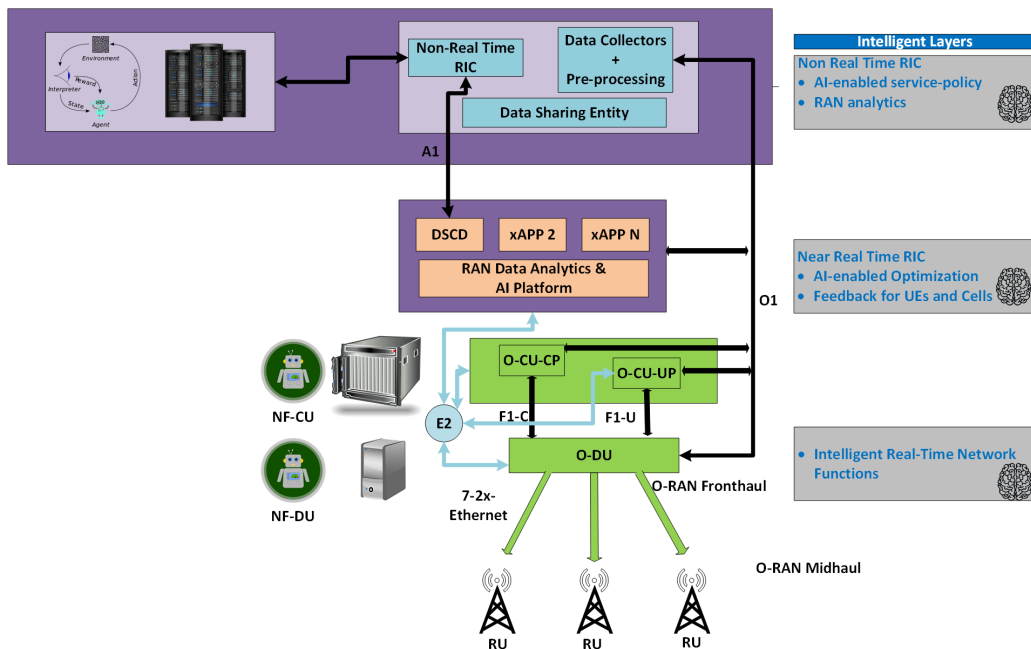 Environment
Reward
Interpreter
State
Action
Agent
Non-Real Time
RIC
Data Collectors
+
Pre-processing
Data Sharing Entity
A1
DSCD
xAPP 2
xAPP N
RAN Data Analytics &
AI Platform
O1
O-CU-CP
O-CU-UP
NF-CU
E2
F1-C
F1-U
O-DU
NF-DU
7-2x-
Ethernet
O-RAN Fronthaul
O-RAN Midhaul
RU
RU
RU
Intelligent Layers
Non Real Time RIC
• AI-enabled service-policy
• RAN analytics
Near Real Time RIC
• AI-enabled Optimization
• Feedback for UEs and Cells
• Intelligent Real-Time Network
Functions